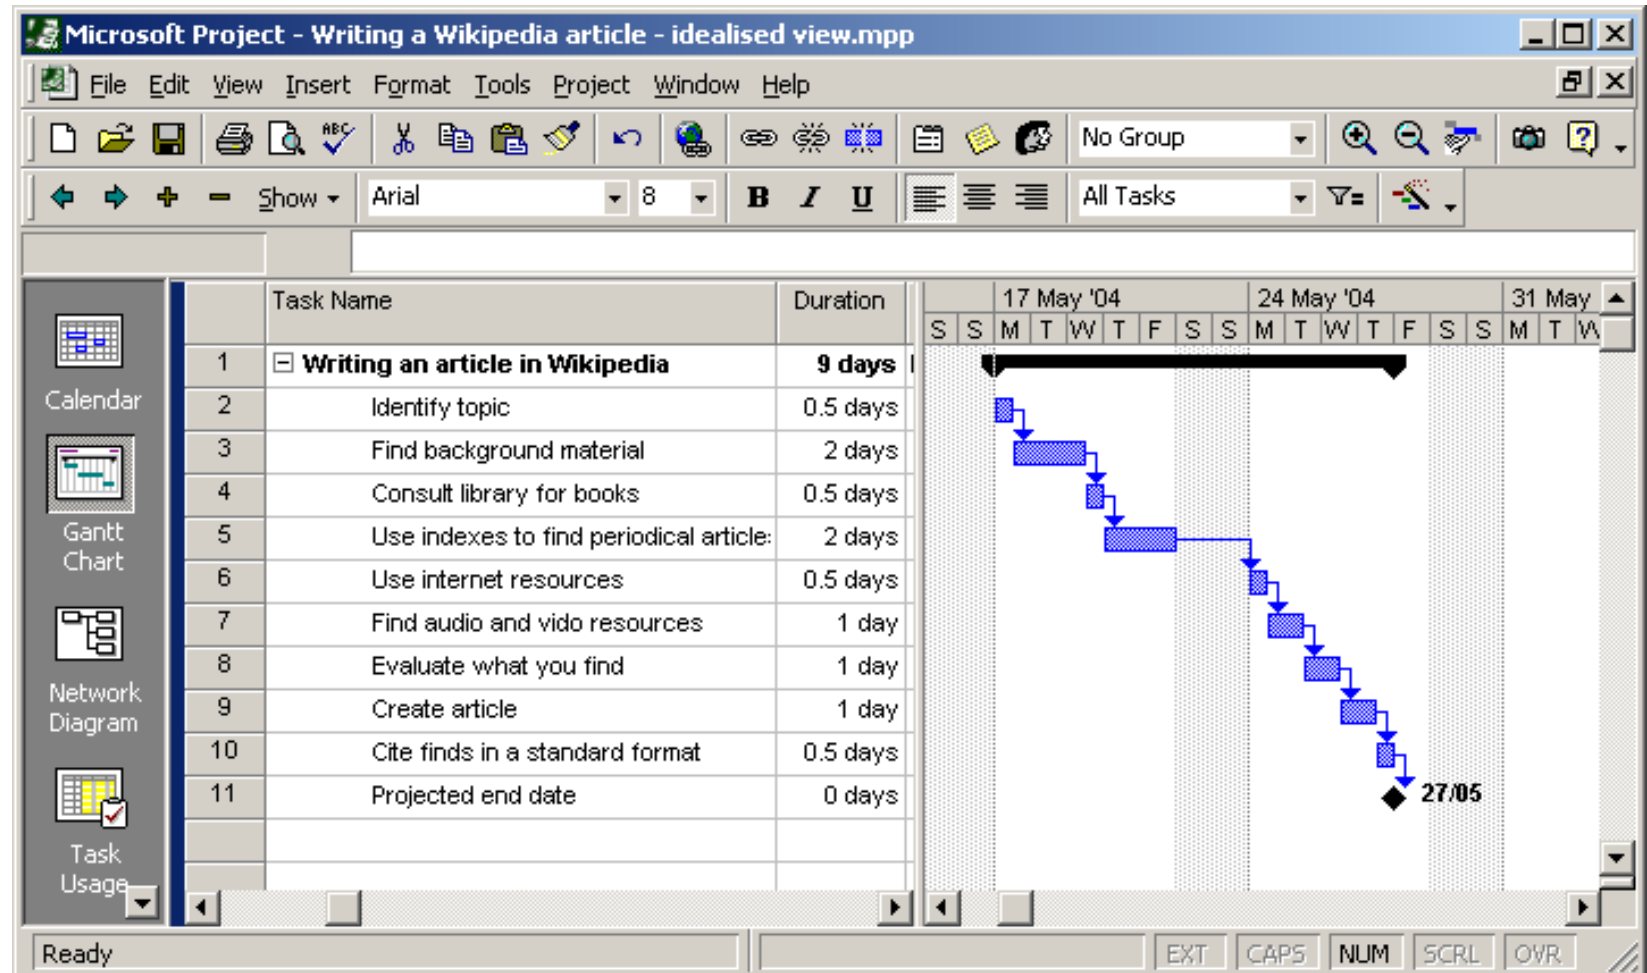 Microsoft Project - Writing a Wikipedia article - idealised view.mpp
File Edit View Insert Format Tools Project Window Help
ABC No Group
Show Arial 8 B I U All Tasks
Task Name Duration 17 May '04 24 May '04 31 May
S S M T W T F S S M T W T F S S M T W
1 Writing an article in Wikipedia 9 days
2 Identify topic 0.5 days
3 Find background material 2 days
4 Consult library for books 0.5 days
5 Use indexes to find periodical article 2 days
6 Use internet resources 0.5 days
7 Find audio and vido resources 1 day
8 Evaluate what you find 1 day
9 Create article 1 day
10 Cite finds in a standard format 0.5 days
11 Projected end date 0 days
27/05
Calendar
Gantt
Chart
Network
Diagram
Task
Usage
Ready EXT CAPS NUM SCRL OVR